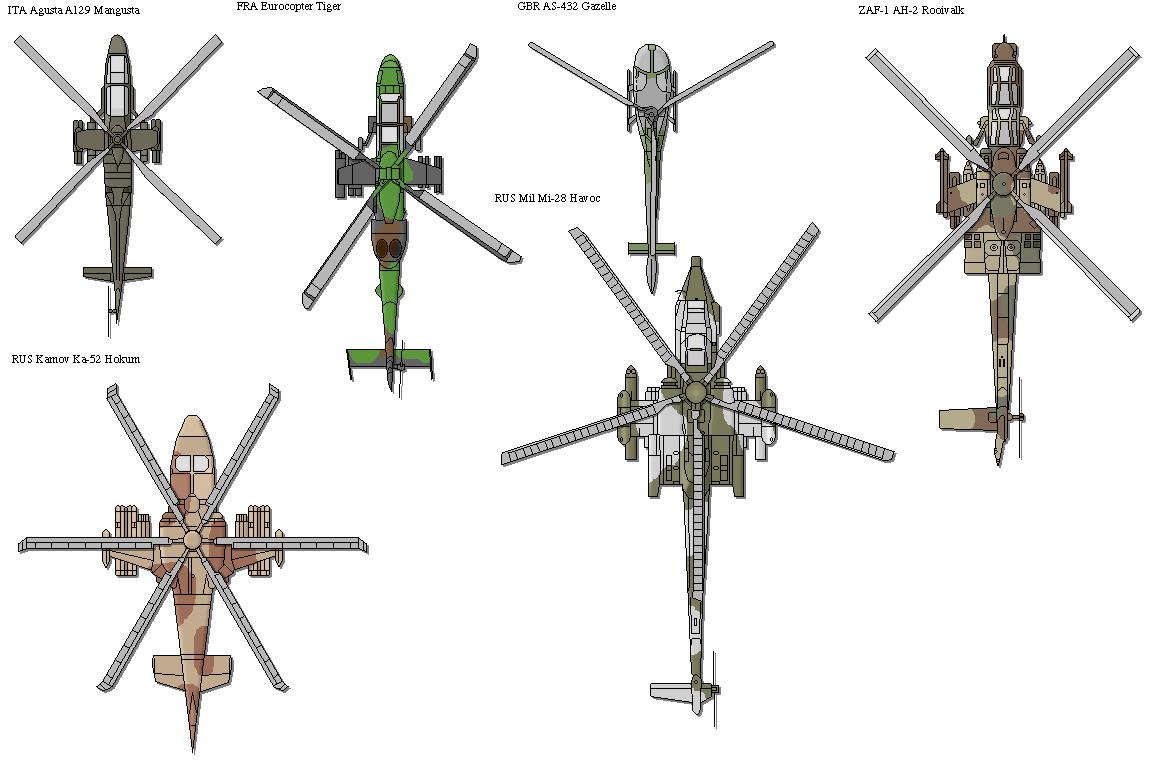 ITA Agusta A129 Mangusta
FRA Eurocopter Tiger
GBR AS-432 Gazelle
ZAF-1 AH-2 Rooivalk
RUS Mil Mi-28 Havoc
RUS Kamov Ka-52 Hokum